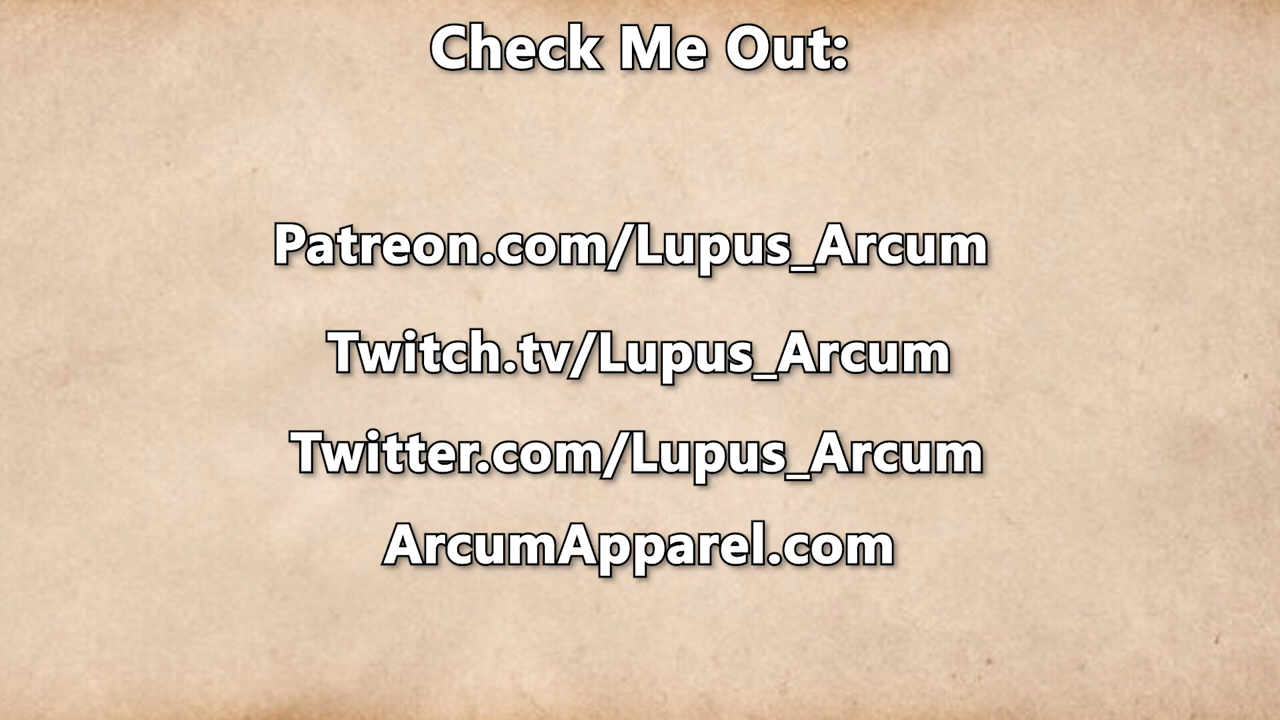 Check Me Out:
Patreon.com/Lupus_Arcum
Twitch.tv/Lupus_Arcum
Twitter.com/Lupus_Arcum
ArcumApparel.com